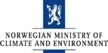 NORWEGIAN MINISTRY OF
CLIMATE AND ENVIRONMENT